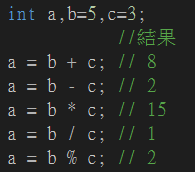 int a,b=5,c=3;
//結果
a = b + c; // 8
a = b - c; // 2
a = b * c; // 15
a = b / c; // 1
a = b % c; // 2